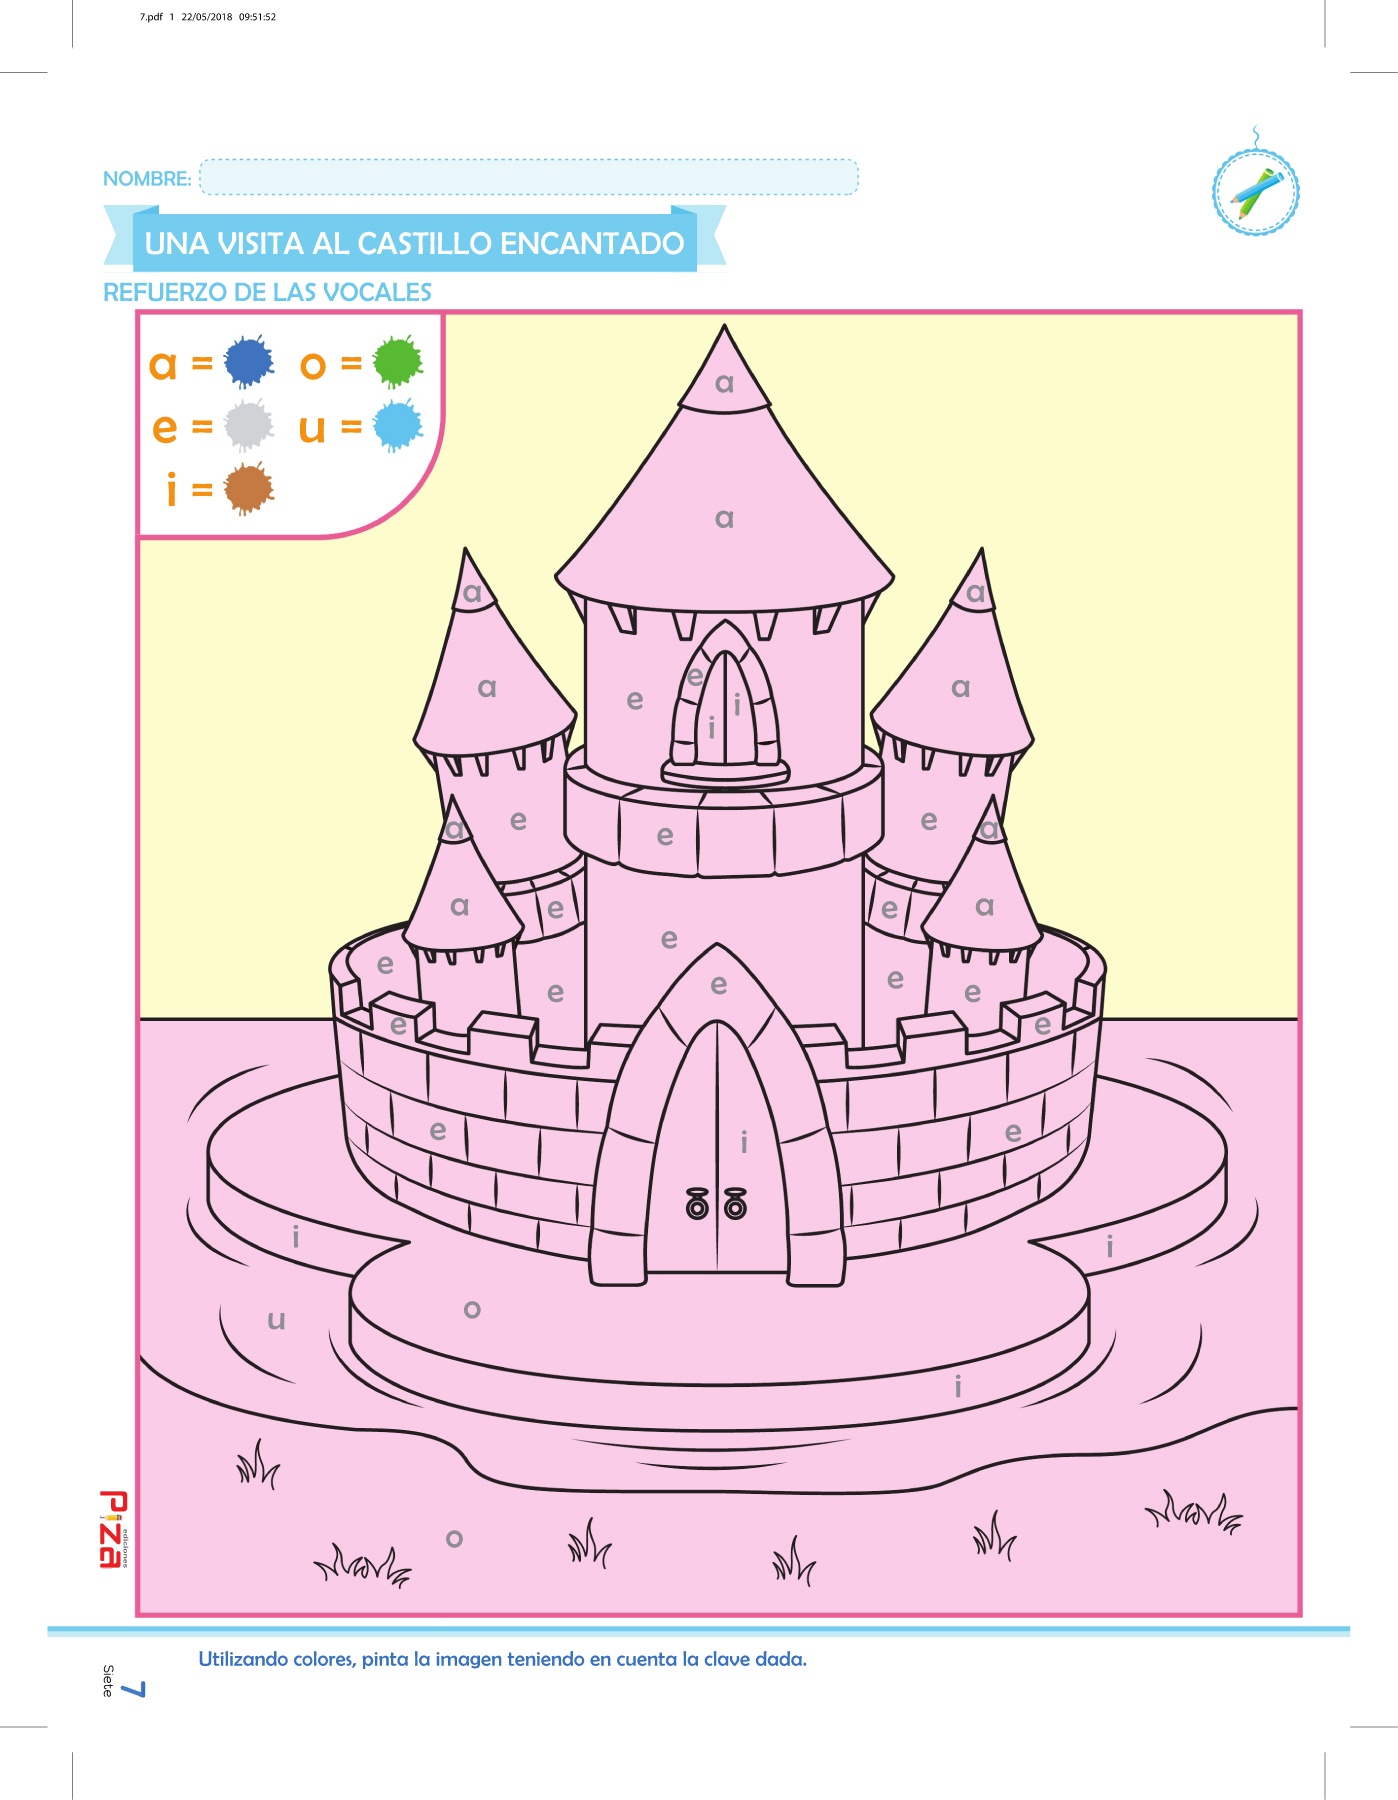 7.pdf 1 22/05/2018 09:51:52
NOMBRE:
UNA VISITA AL CASTILLO ENCANTADO
REFUERZO DE LAS VOCALES
a = o =
e = u =
i =
a
a
a a
a a
e e i
i
e e
a a
e
a a
e e
e
e e
e e e
e e
i
e e
i i
o
u
i
o
Piza
ediciones
Utilizando colores, pinta la imagen teniendo en cuenta la clave dada.
7
Siete